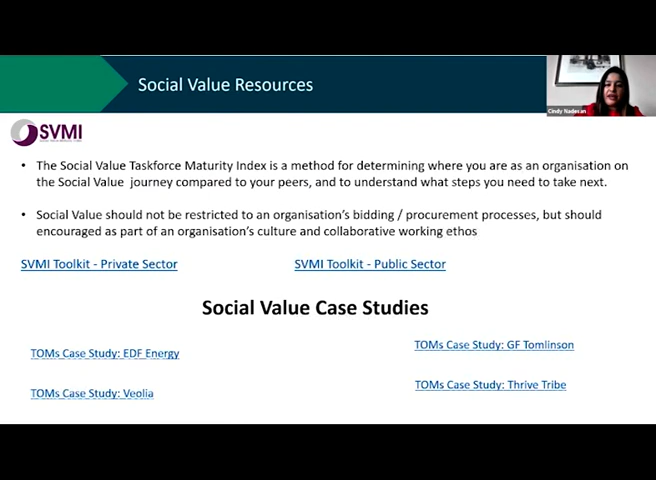 Social Value Resources
Cindy Nadesan
SVMI
• The Social Value Taskforce Maturity Index is a method for determining where you are as an organisation on
the Social Value journey compared to your peers, and to understand what steps you need to take next.
• Social Value should not be restricted to an organisation's bidding / procurement processes, but should
encouraged as part of an organisation's culture and collaborative working ethos
SVMI Toolkit - Private Sector
SVMI Toolkit - Public Sector
Social Value Case Studies
TOMs Case Study: EDF Energy
TOMs Case Study: GF Tomlinson
TOMs Case Study: Veolia
TOMs Case Study: Thrive Tribe